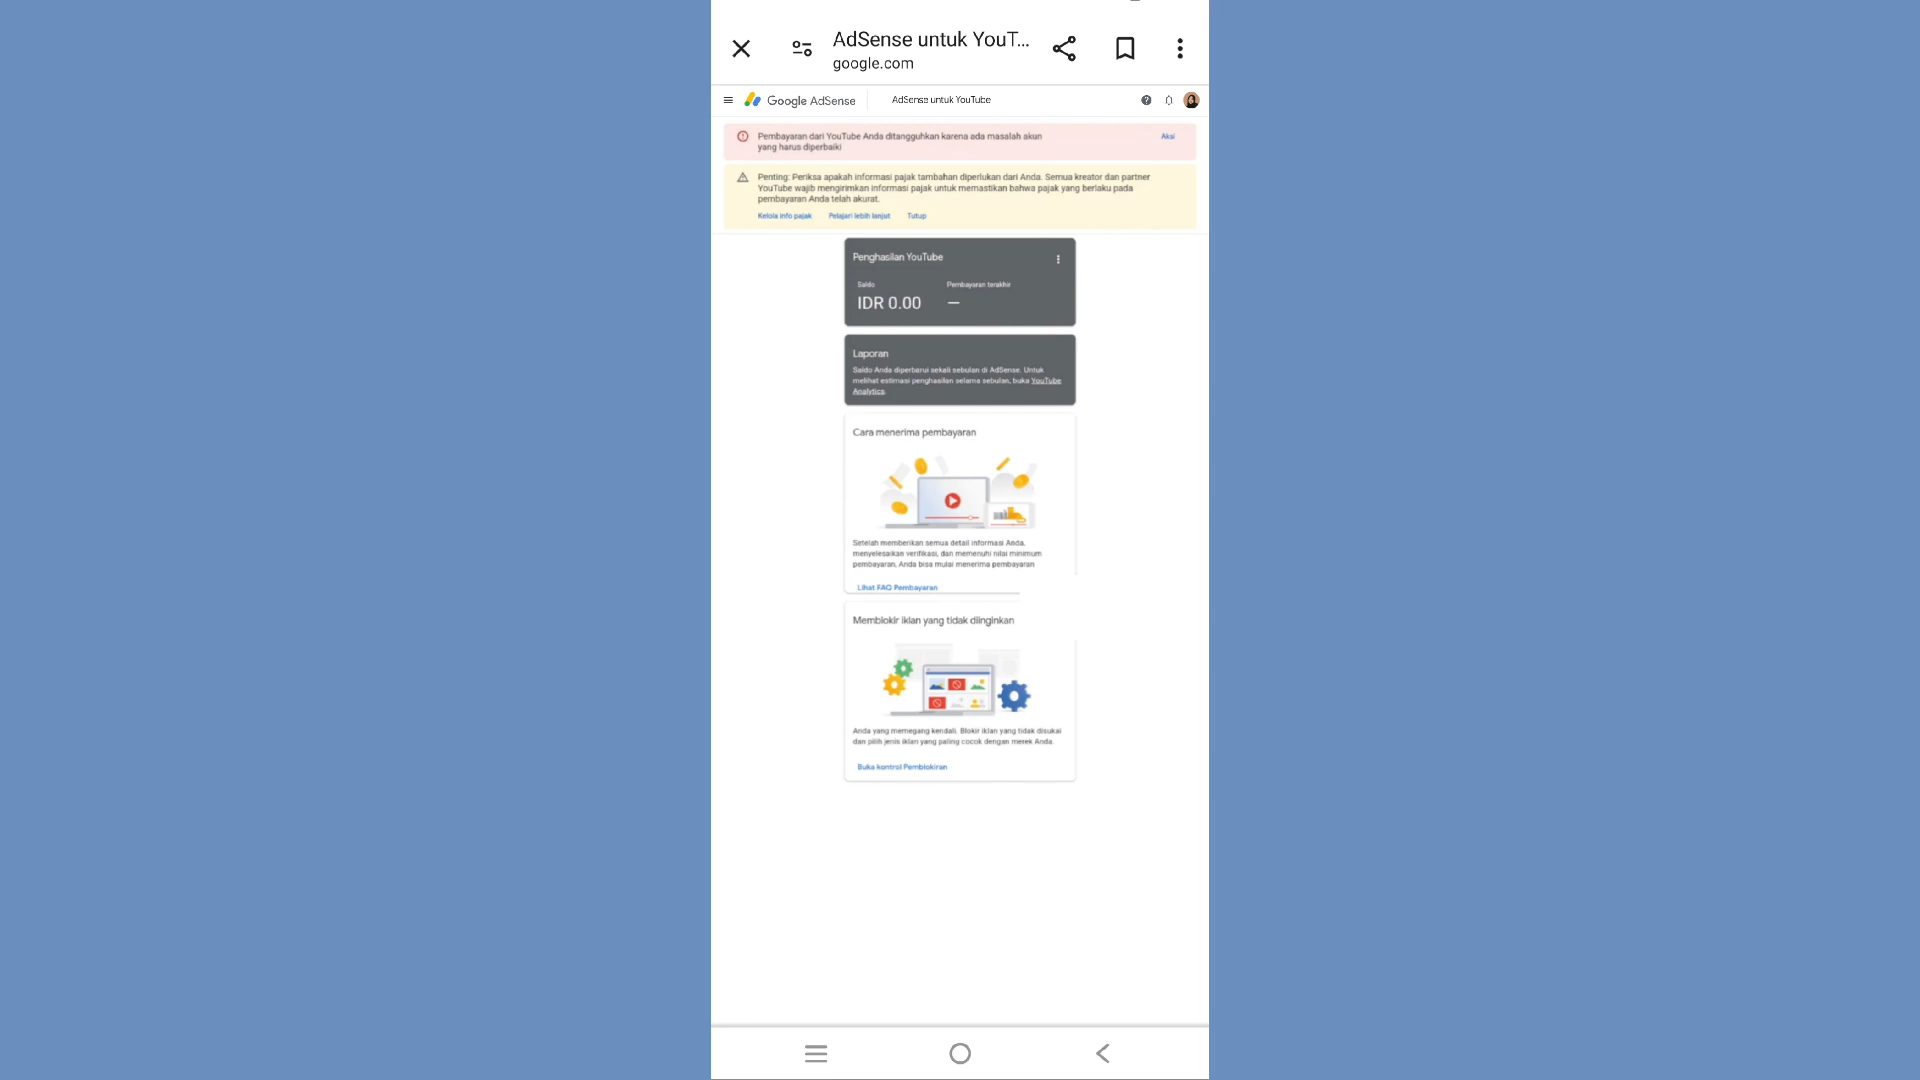 AdSense untuk YouT...
google.com
Google AdSense
AdSense untuk YouTube
Pembayaran dari YouTube Anda ditangguhkan karena ada masalah akun
yang harus diperbaiki
Aksi
Penting: Periksa apakah informasi pajak tambahan diperlukan dari Anda. Semua kreator dan partner
YouTube wajib mengirimkan informasi pajak untuk memastikan bahwa pajak yang berlaku pada
pembayaran Anda telah akurat.
Kelola info pajak
Pelajari lebih lanjut
Tutup
Penghasilan YouTube
Saldo
Pembayaran terakhir
IDR 0.00
—
Laporan
Saldo Anda diperbarui sekali sebulan di AdSense. Untuk
melihat estimasi penghasilan selama sebulan, buka YouTube
Analytics.
Cara menerima pembayaran
Setelah memberikan semua detail informasi Anda,
menyelesaikan verifikasi, dan memenuhi nilai minimum
pembayaran, Anda bisa mulai menerima pembayaran
Lihat FAQ Pembayaran
Memblokir iklan yang tidak diinginkan
Anda yang memegang kendali. Blokir iklan yang tidak disukai
dan pilih jenis iklan yang paling cocok dengan merek Anda.
Buka kontrol Pemblokiran